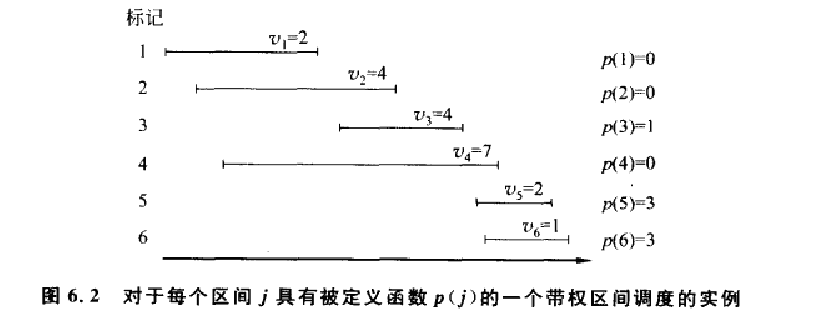 标记
1 v₁=2 p(1)=0
2 v₂=4 p(2)=0
3 v₃=4 p(3)=1
4 v₄=7 p(4)=0
5 v₅=2 p(5)=3
6 v₆=1 p(6)=3
图 6.2 对于每个区间 j 具有被定义函数 p(j)的一个带权区间调度的实例